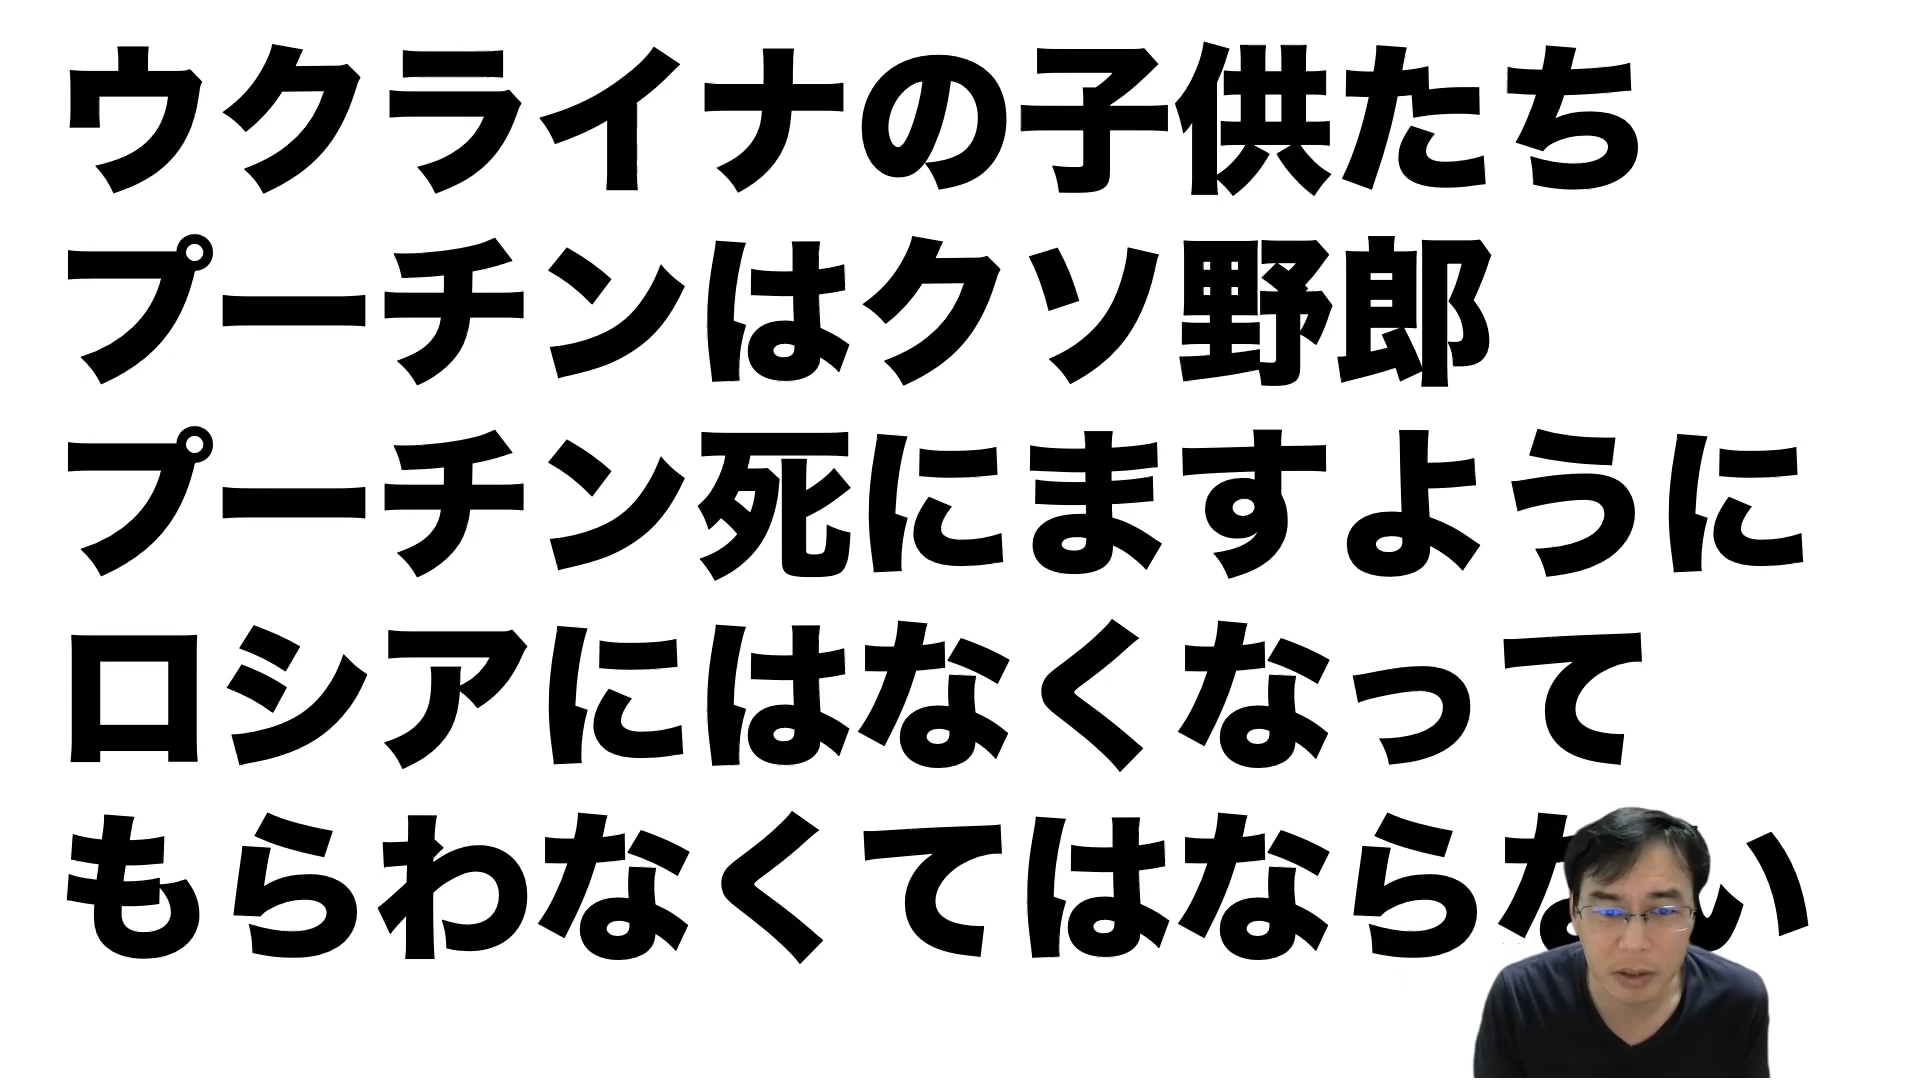 ウクライナの子供たち
プーチンはクソ野郎
プーチン死にますように
ロシアにはなくなって
もらわなくてはならない